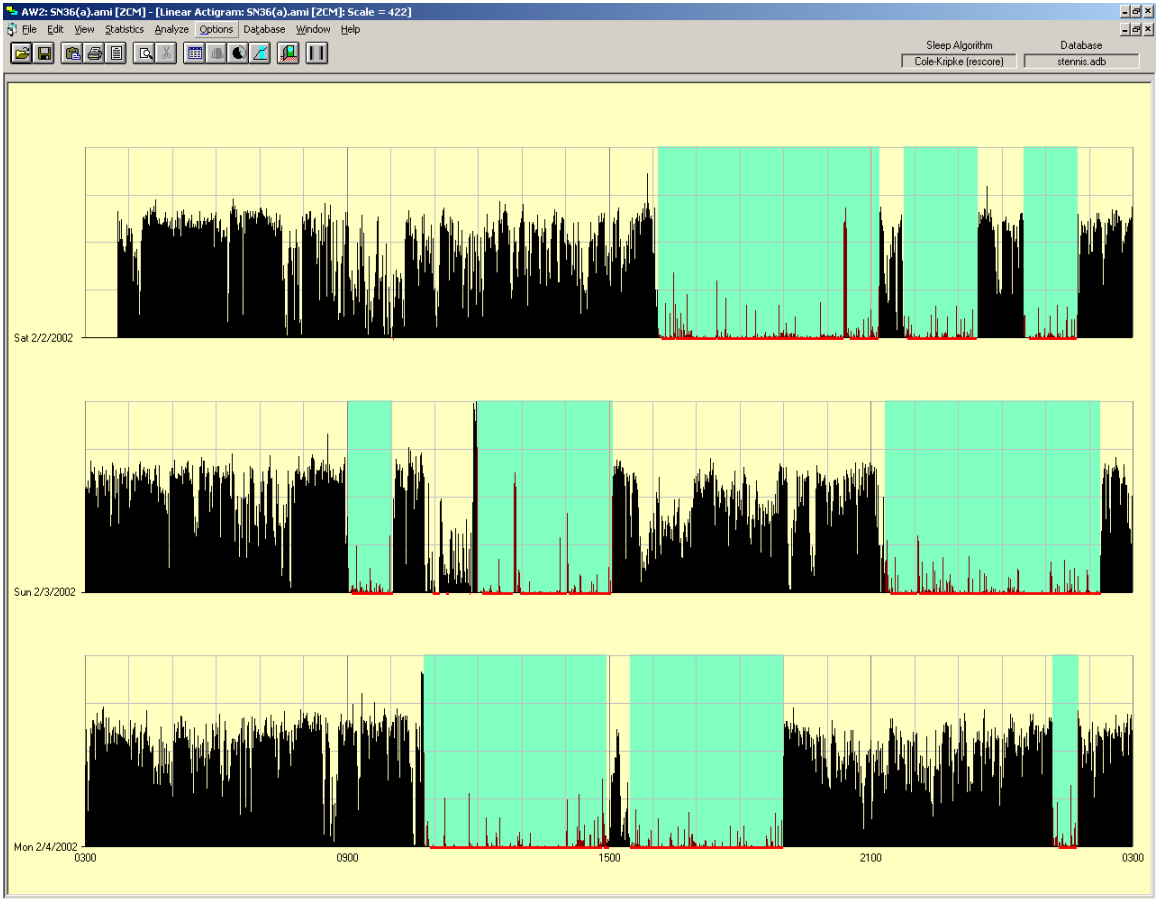 AW2: SN36(a).ami [ZCM] - [Linear Actigram: SN36(a).ami [ZCM]: Scale = 422]
File Edit View Statistics Analyze Options Database Window Help
Sleep Algorithm Database
Cole-Kripke (rescore) stennis.adb
Sat 2/2/2002
Sun 2/3/2002
Mon 2/4/2002
0300 0900 1500 2100 0300